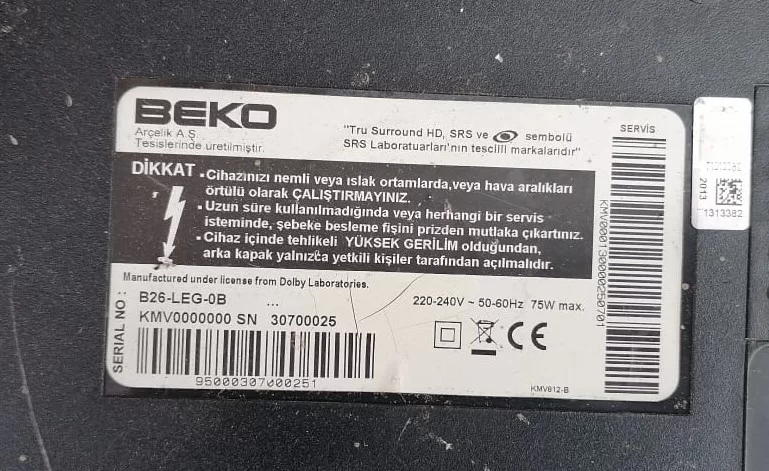 BEKO
Arçelik A.Ş.
Tesislerinde üretilmiştir.
"Tru Surround HD, SRS ve sembolü
SRS Laboratuarları'nın tescilli markalarıdır"
SERVİS
DİKKAT
• Cihazınızı nemli veya ıslak ortamlarda,veya hava aralıkları
örtülü olarak ÇALIŞTIRMAYINIZ.
• Uzun süre kullanılmadığında veya herhangi bir servis
isteminde, şebeke besleme fişini prizden mutlaka çıkartınız.
• Cihaz içinde tehlikeli YÜKSEK GERİLİM olduğundan,
arka kapak yalnızca yetkili kişiler tarafından açılmalıdır.
Manufactured under license from Dolby Laboratories.
B26-LEG-0B ...
220-240V ~ 50-60Hz 75W max.
SERIAL NO :
KMV0000000 SN 30700025
95000307000251
CE
KMV812-B
KMV0001300000250701
2013
1313382